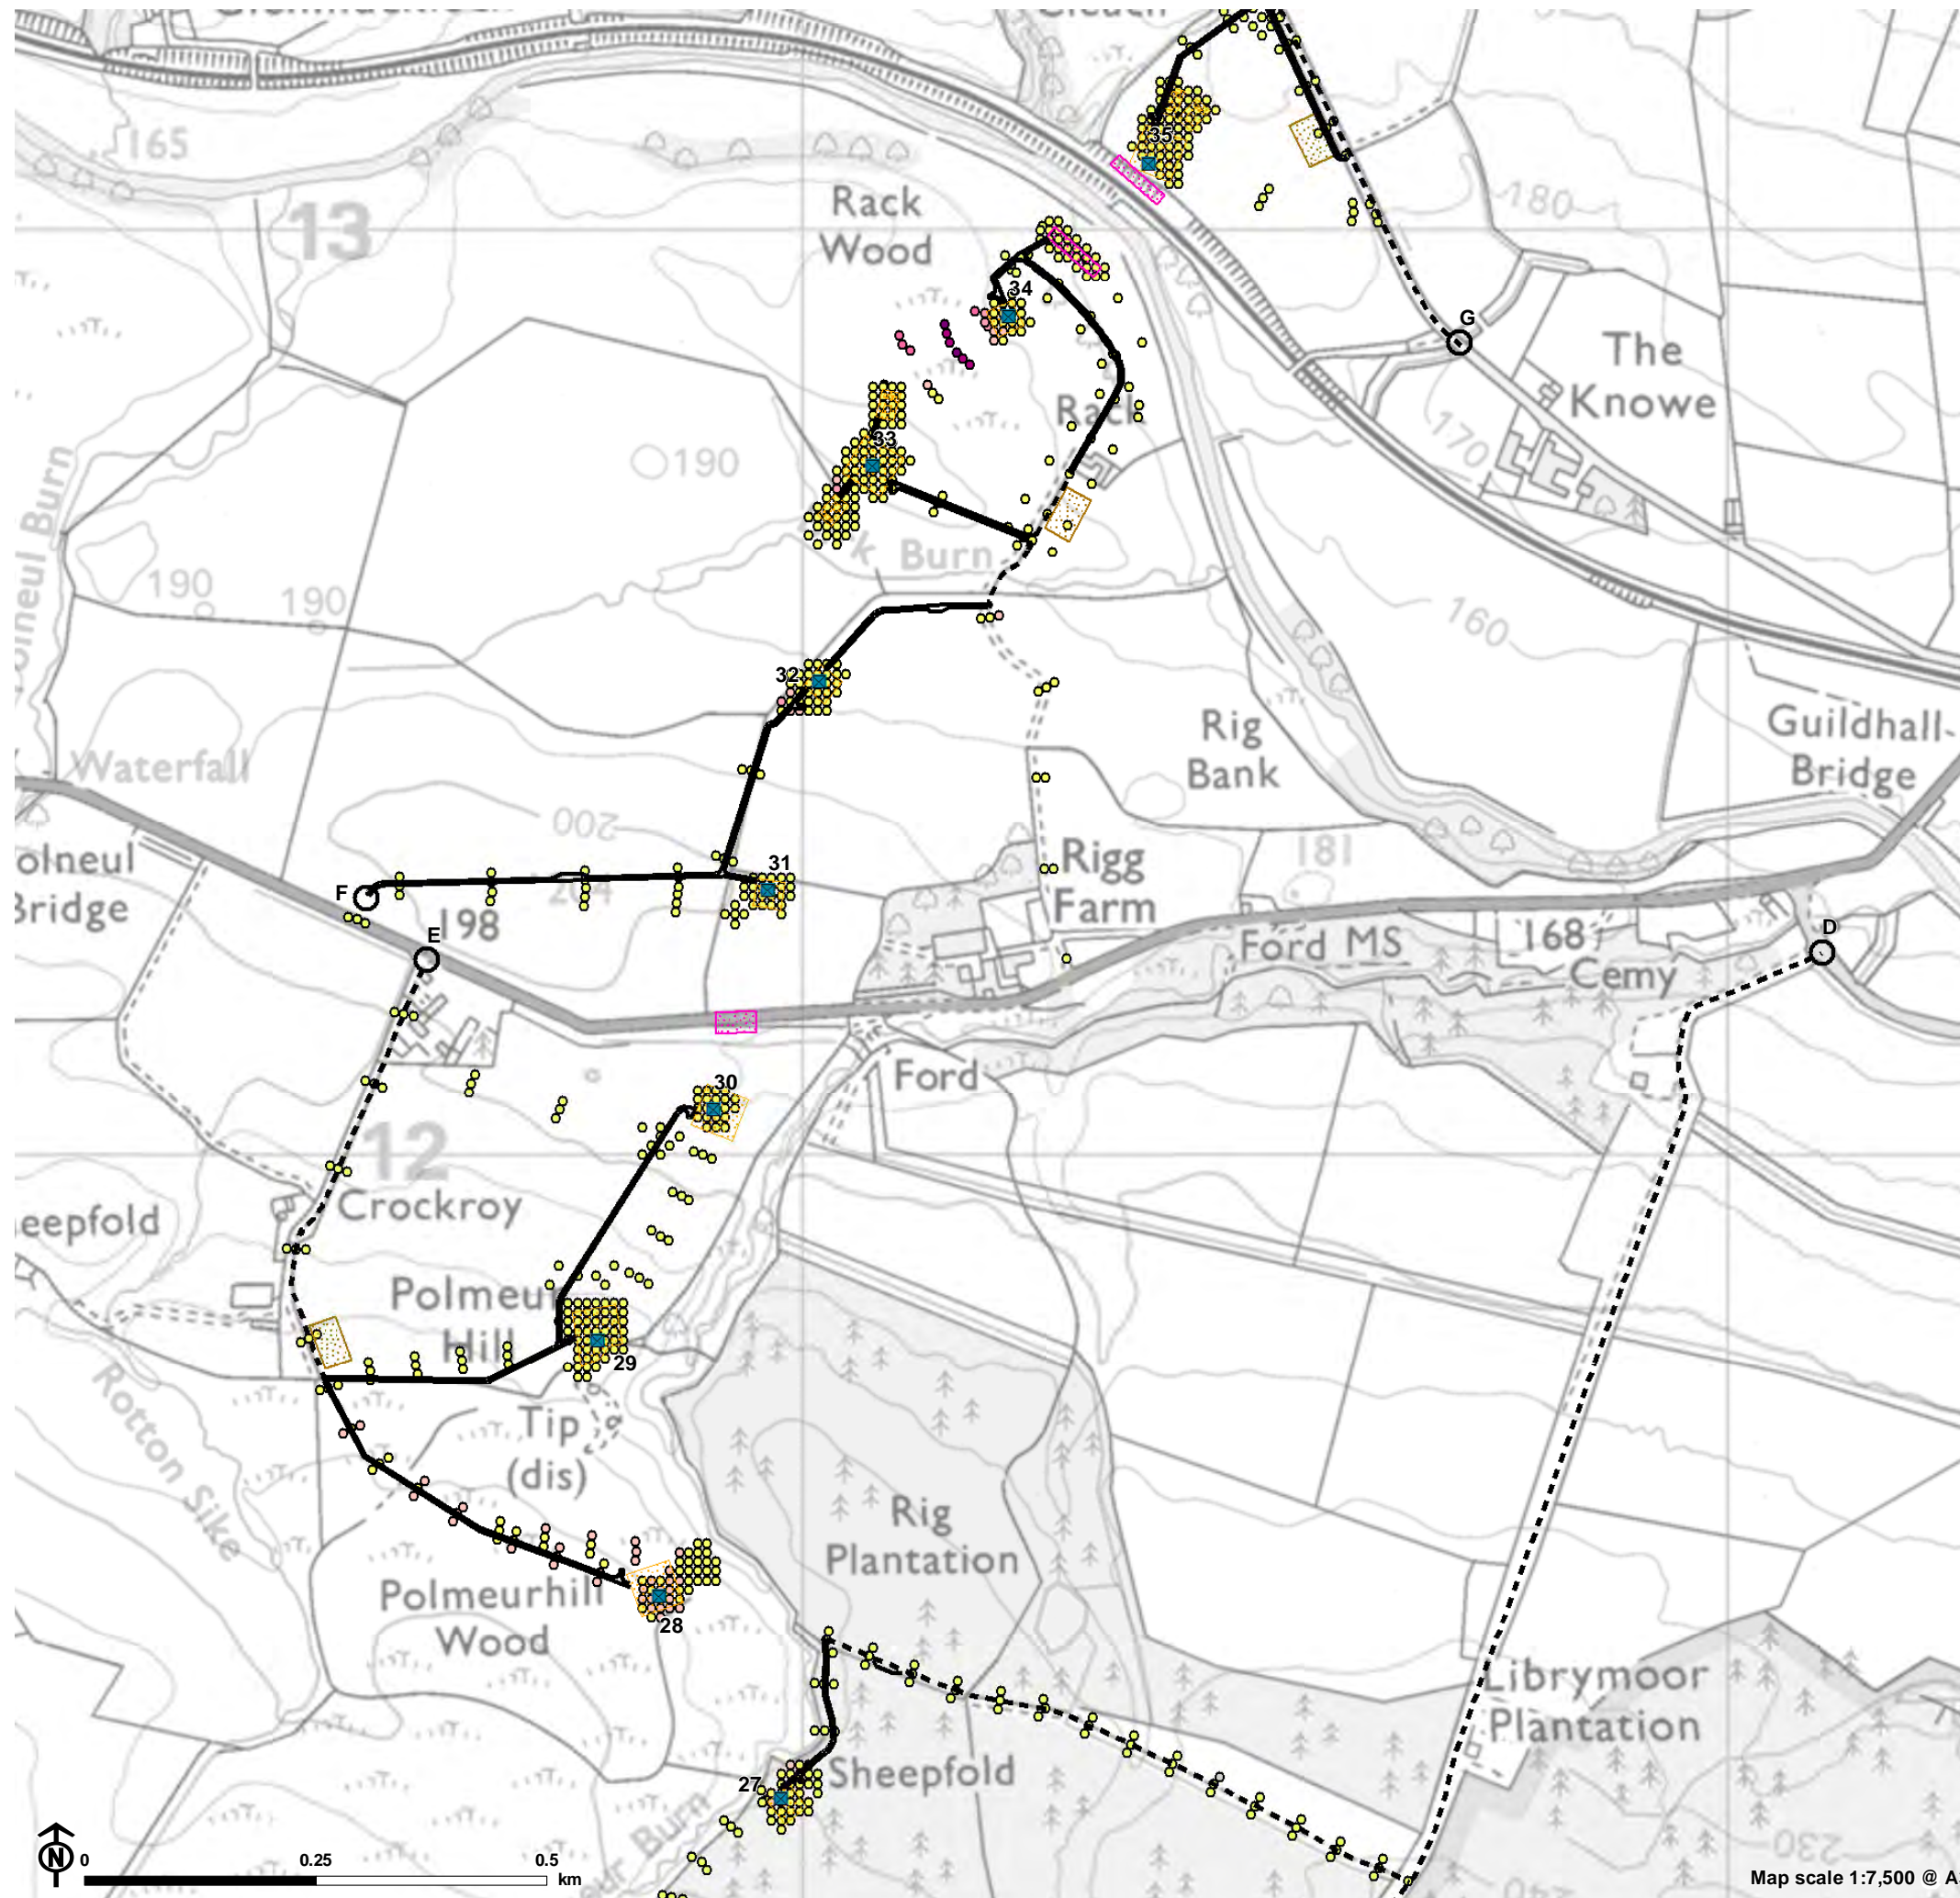 165
35
13
Rack
Wood
180
34
G
The
Knowe
Rack
170
33
190
Burn
190
190
160
32
Rig
Bank
Guildhall-
Bridge
Waterfall
200
31
Rigg
Farm
181
olneul
Bridge
F
204
E
198
Ford MS
168
Cemy
D
30
Ford
12
Crockroy
eepfold
Polmeur
Hill
29
Rotton Sike
Tip
(dis)
Rig
Plantation
Polmeurhill
Wood
28
Librymoor
Plantation
27
Sheepfold
Burn
230
N
0 0.25 0.5
km
Map scale 1:7,500 @ A